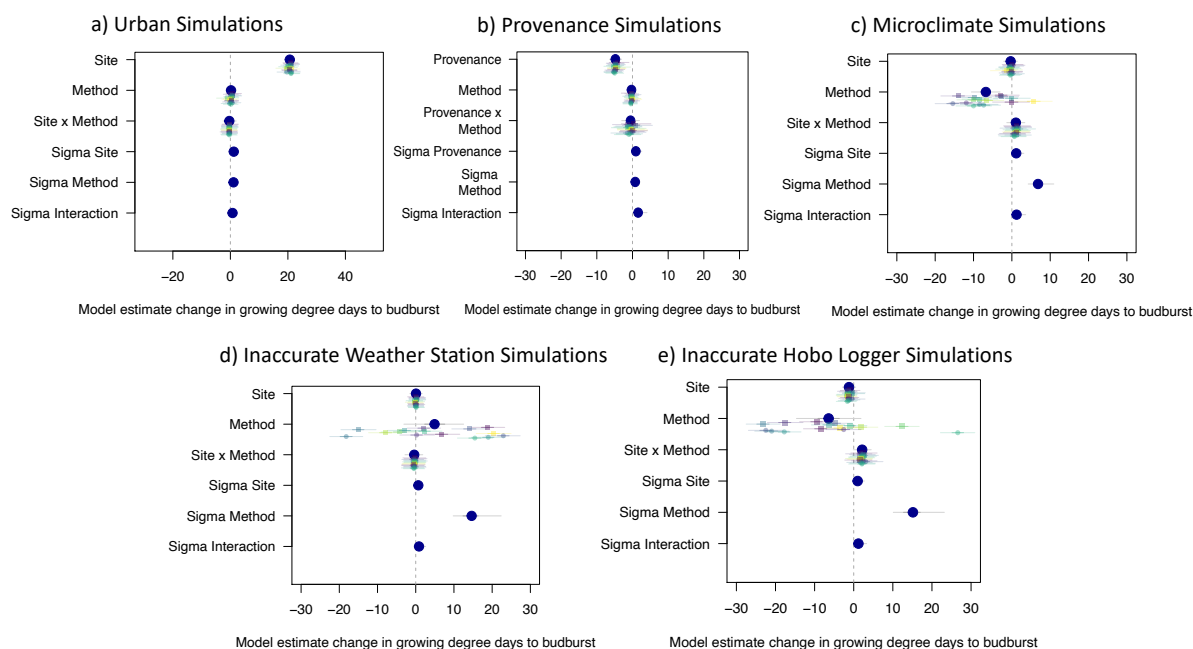 a) Urban Simulations
Site
Method
Site x Method
Sigma Site
Sigma Method
Sigma Interaction
−20 0 20 40
Model estimate change in growing degree days to budburst
b) Provenance Simulations
Provenance
Method
Provenance x
Method
Sigma Provenance
Sigma
Method
Sigma Interaction
−30 −20 −10 0 10 20 30
Model estimate change in growing degree days to budburst
c) Microclimate Simulations
Site
Method
Site x Method
Sigma Site
Sigma Method
Sigma Interaction
−30 −20 −10 0 10 20 30
Model estimate change in growing degree days to budburst
d) Inaccurate Weather Station Simulations
Site
Method
Site x Method
Sigma Site
Sigma Method
Sigma Interaction
−30 −20 −10 0 10 20 30
Model estimate change in growing degree days to budburst
e) Inaccurate Hobo Logger Simulations
Site
Method
Site x Method
Sigma Site
Sigma Method
Sigma Interaction
−30 −20 −10 0 10 20 30
Model estimate change in growing degree days to budburst